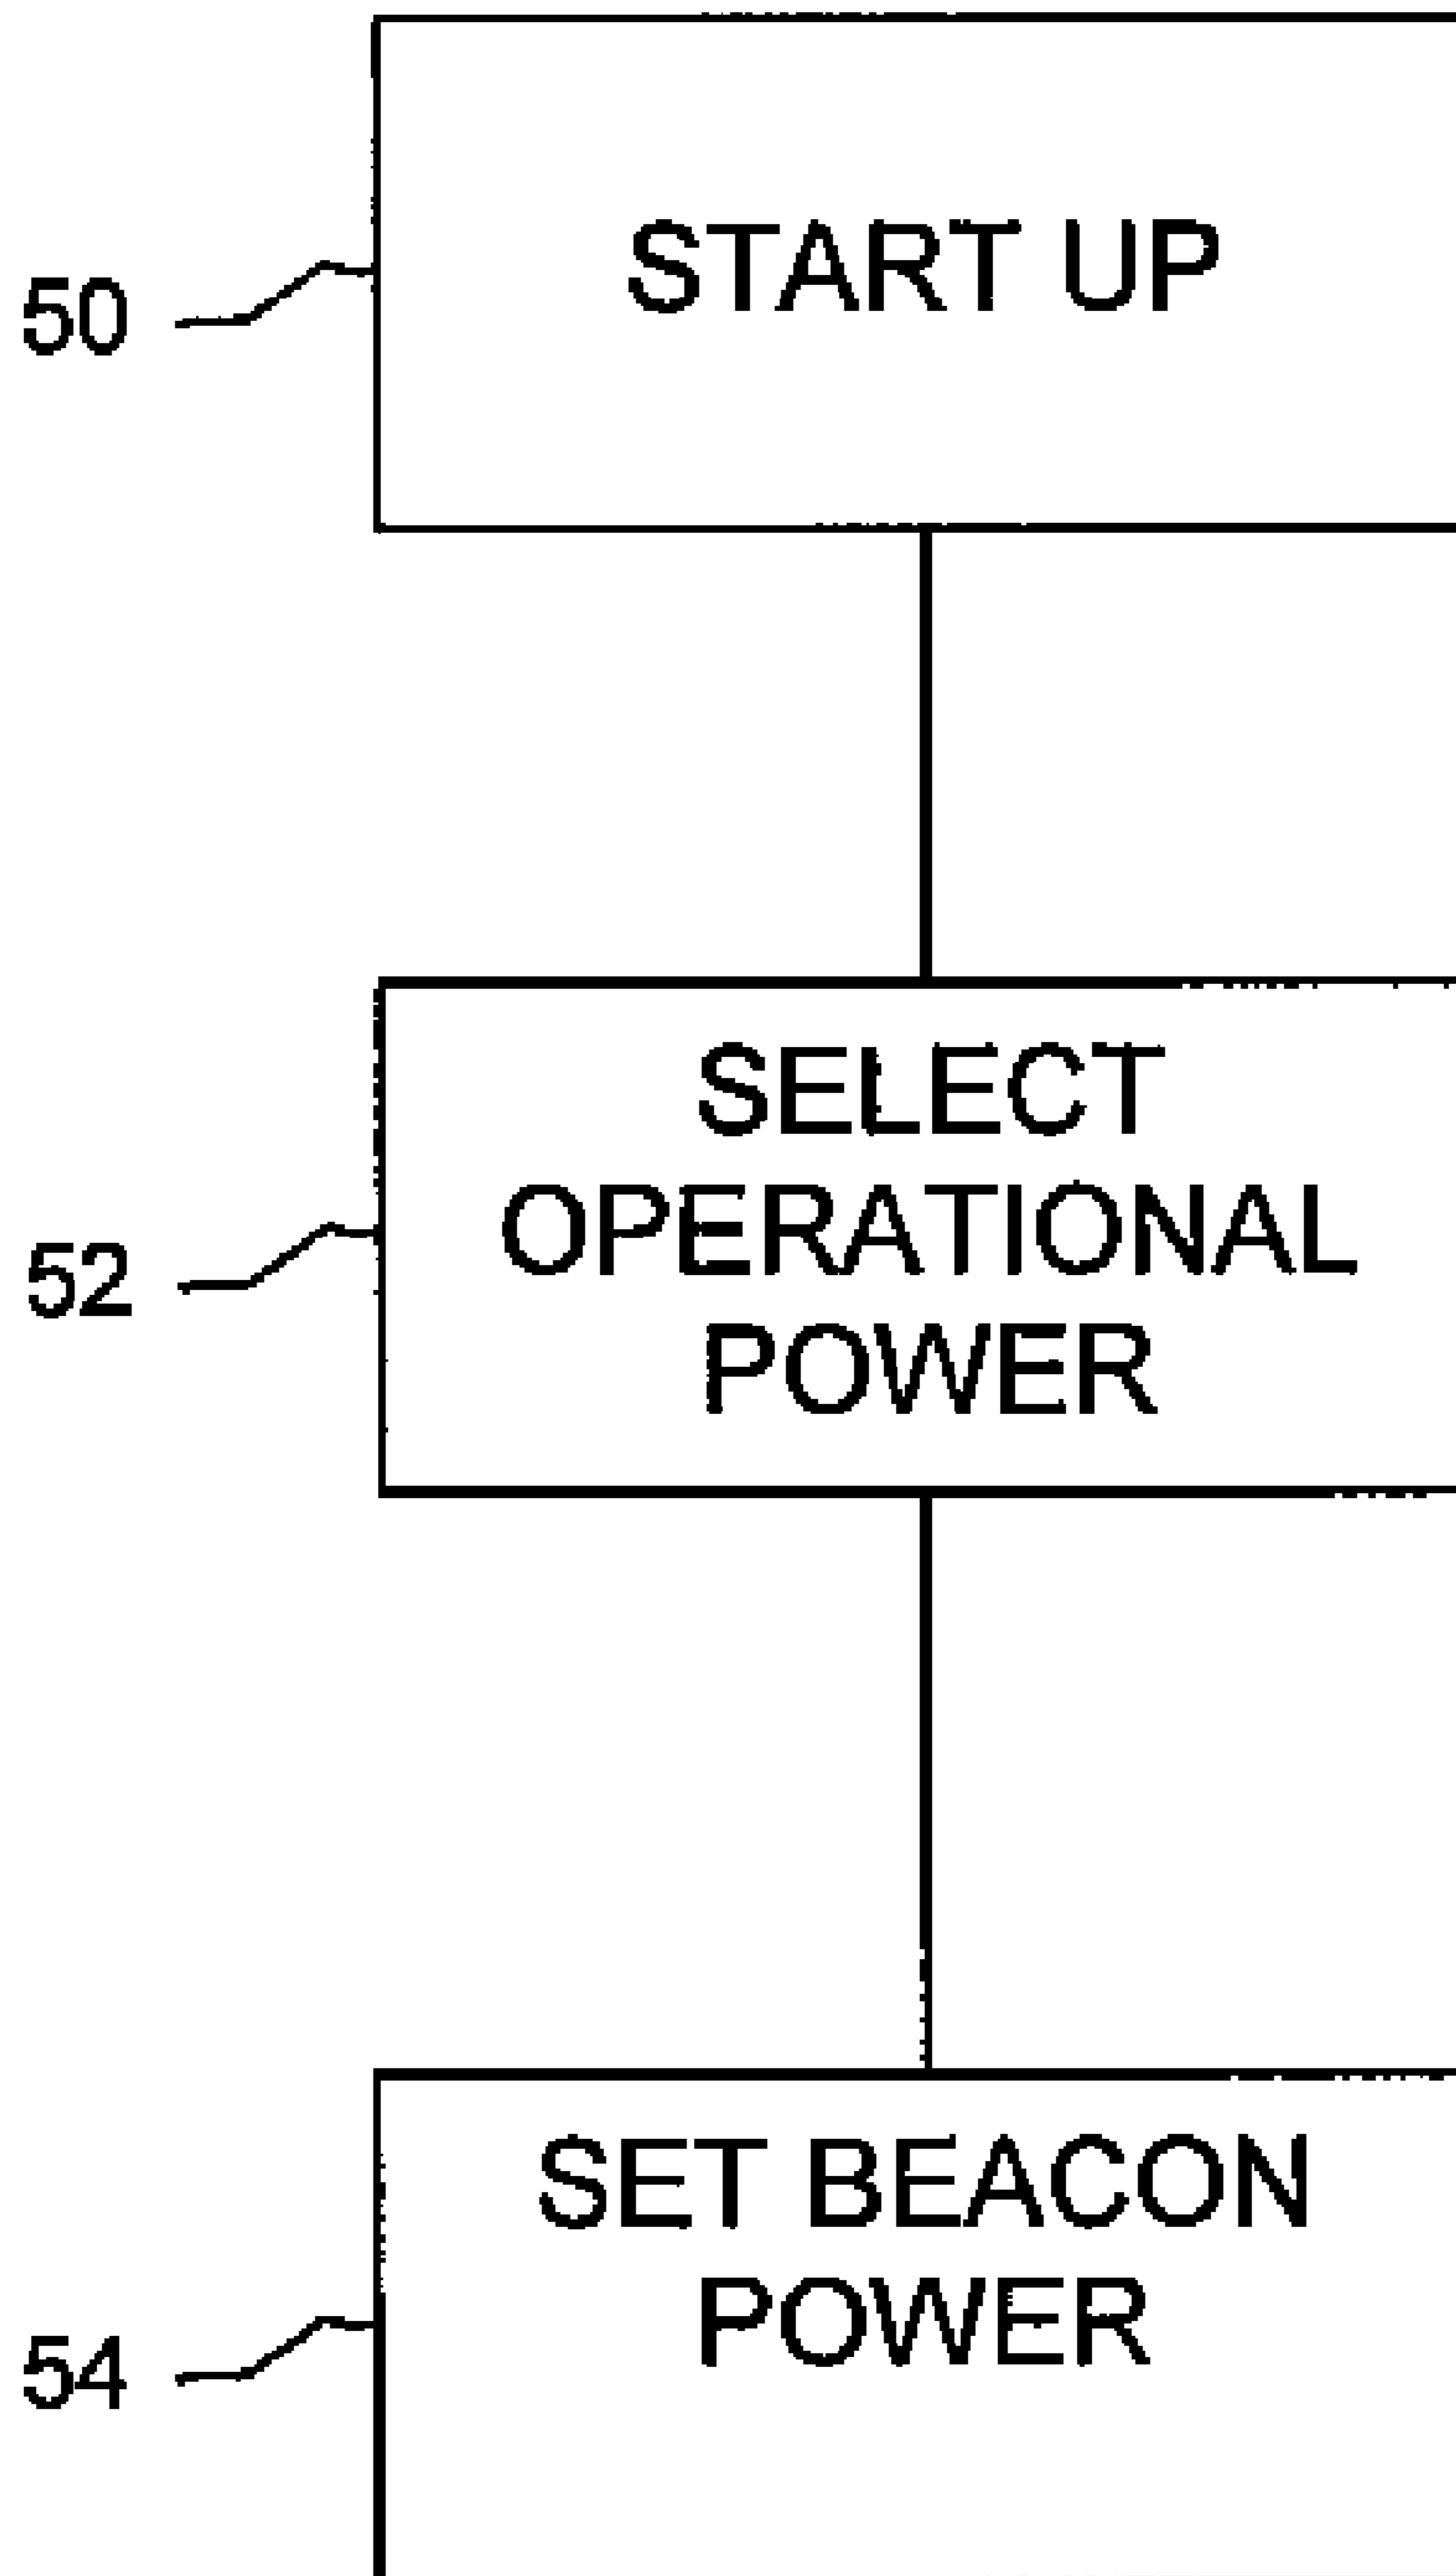 START UP
50
SELECT
OPERATIONAL
POWER
52
SET BEACON
POWER
54